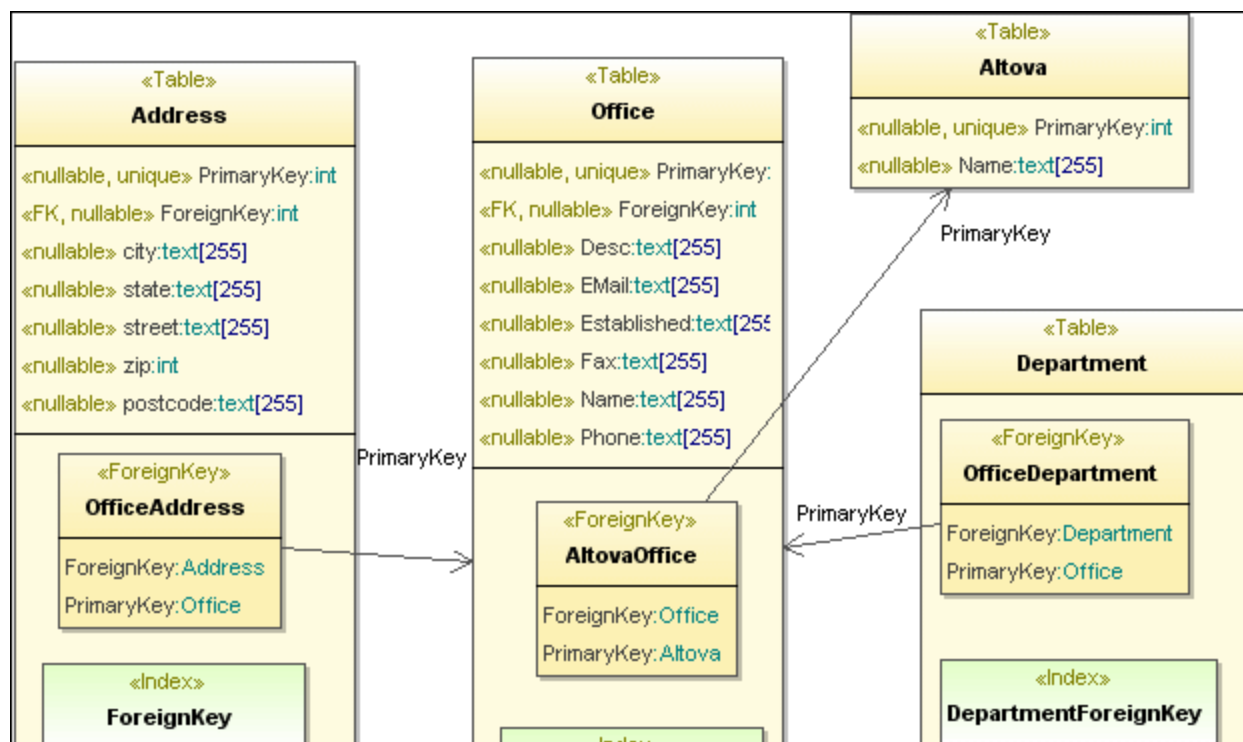 «Table»
Address
«nullable, unique» PrimaryKey:int
«FK, nullable» ForeignKey:int
«nullable» city:text[255]
«nullable» state:text[255]
«nullable» street:text[255]
«nullable» zip:int
«nullable» postcode:text[255]
«ForeignKey»
OfficeAddress
ForeignKey:Address
PrimaryKey:Office
«Index»
ForeignKey
PrimaryKey
«Table»
Office
«nullable, unique» PrimaryKey:
«FK, nullable» ForeignKey:int
«nullable» Desc:text[255]
«nullable» EMail:text[255]
«nullable» Established:text[255
«nullable» Fax:text[255]
«nullable» Name:text[255]
«nullable» Phone:text[255]
«ForeignKey»
AltovaOffice
ForeignKey:Office
PrimaryKey:Altova
«Table»
Altova
«nullable, unique» PrimaryKey:int
«nullable» Name:text[255]
PrimaryKey
PrimaryKey
«Table»
Department
«ForeignKey»
OfficeDepartment
ForeignKey:Department
PrimaryKey:Office
«Index»
DepartmentForeignKey